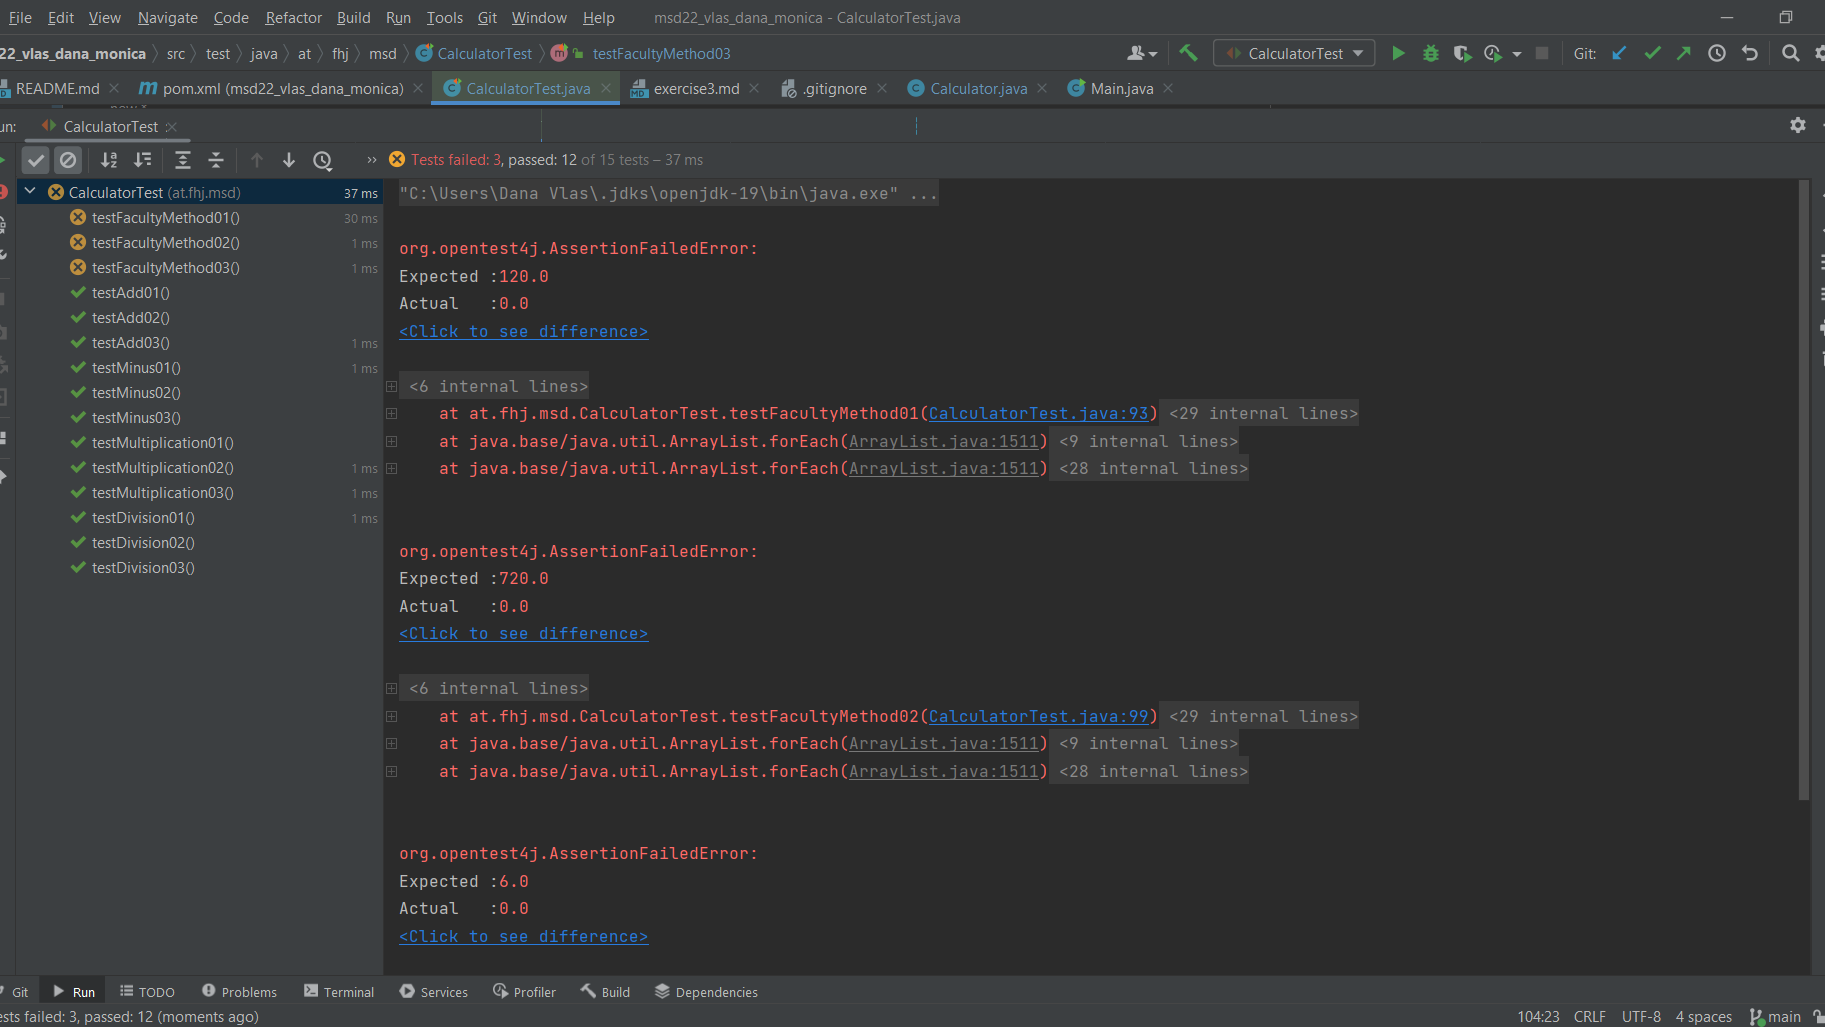 File Edit View Navigate Code Refactor Build Run Tools Git Window Help msd22_vlas_dana_monica - CalculatorTest.java
22_vlas_dana_monica src test java at fhj msd CalculatorTest testFacultyMethod03 CalculatorTest Git:
README.md pom.xml (msd22_vlas_dana_monica) CalculatorTest.java exercise3.md .gitignore Calculator.java Main.java
un: CalculatorTest
Tests failed: 3, passed: 12 of 15 tests – 37 ms
CalculatorTest (at.fhj.msd) 37 ms
testFacultyMethod01() 30 ms
testFacultyMethod02() 1 ms
testFacultyMethod03() 1 ms
testAdd01()
testAdd02()
testAdd03() 1 ms
testMinus01() 1 ms
testMinus02()
testMinus03()
testMultiplication01()
testMultiplication02() 1 ms
testMultiplication03() 1 ms
testDivision01() 1 ms
testDivision02()
testDivision03()
"C:\Users\Dana Vlas\.jdks\openjdk-19\bin\java.exe" ...
org.opentest4j.AssertionFailedError:
Expected :120.0
Actual   :0.0
<Click to see difference>
<6 internal lines>
at at.fhj.msd.CalculatorTest.testFacultyMethod01(CalculatorTest.java:93) <29 internal lines>
at java.base/java.util.ArrayList.forEach(ArrayList.java:1511) <9 internal lines>
at java.base/java.util.ArrayList.forEach(ArrayList.java:1511) <28 internal lines>
org.opentest4j.AssertionFailedError:
Expected :720.0
Actual   :0.0
<Click to see difference>
<6 internal lines>
at at.fhj.msd.CalculatorTest.testFacultyMethod02(CalculatorTest.java:99) <29 internal lines>
at java.base/java.util.ArrayList.forEach(ArrayList.java:1511) <9 internal lines>
at java.base/java.util.ArrayList.forEach(ArrayList.java:1511) <28 internal lines>
org.opentest4j.AssertionFailedError:
Expected :6.0
Actual   :0.0
<Click to see difference>
Git Run TODO Problems Terminal Services Profiler Build Dependencies
ests failed: 3, passed: 12 (moments ago) 104:23 CRLF UTF-8 4 spaces main